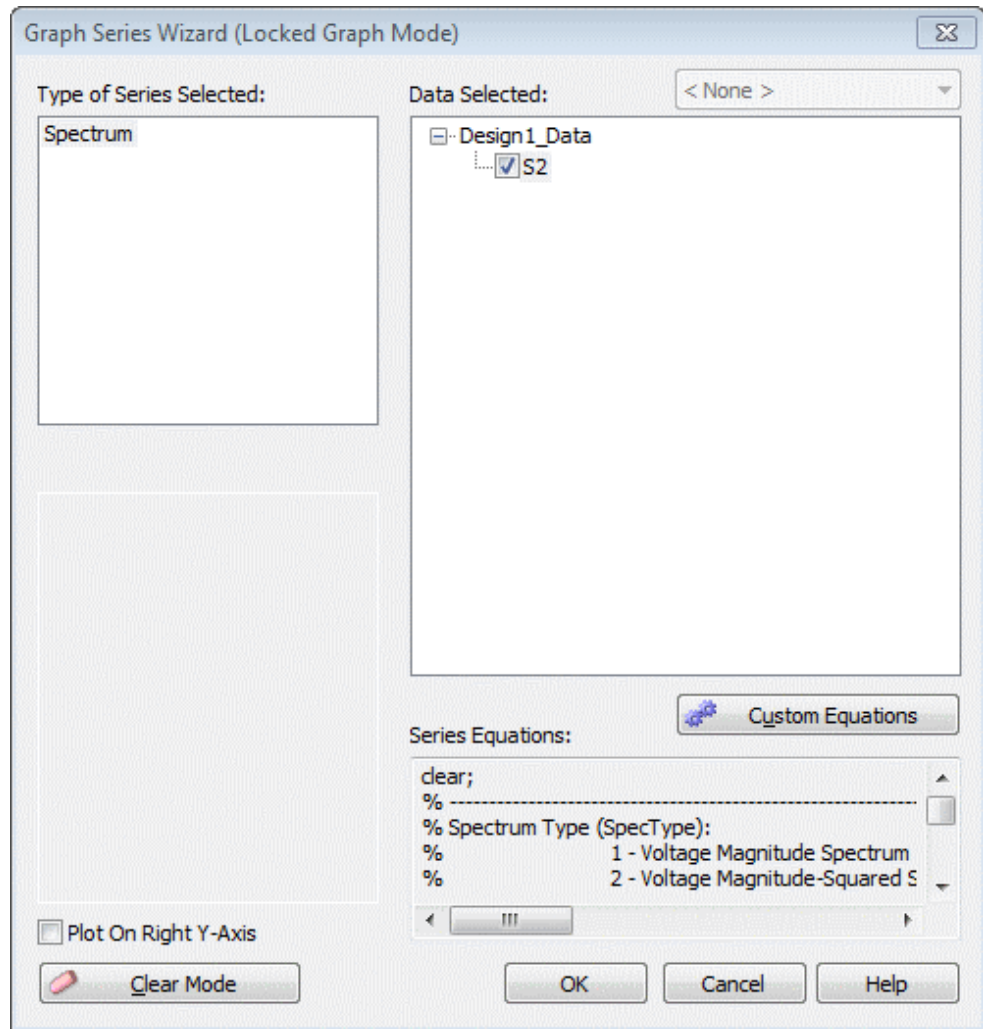 Graph Series Wizard (Locked Graph Mode)
Type of Series Selected:
Spectrum
Data Selected:
< None >
Design1_Data
S2
Custom Equations
Series Equations:
clear;
% ----------------------------------------------------------
% Spectrum Type (SpecType):
% 1 - Voltage Magnitude Spectrum
% 2 - Voltage Magnitude-Squared S
Plot On Right Y-Axis
Clear Mode
OK
Cancel
Help